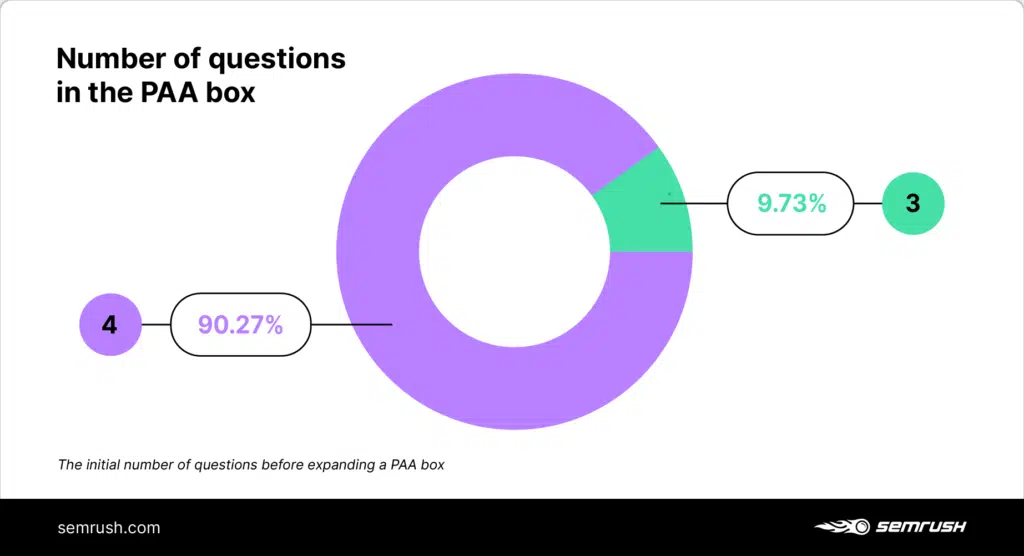 Number of questions
in the PAA box
9.73%
3
4
90.27%
The initial number of questions before expanding a PAA box
semrush.com
SEMRUSH